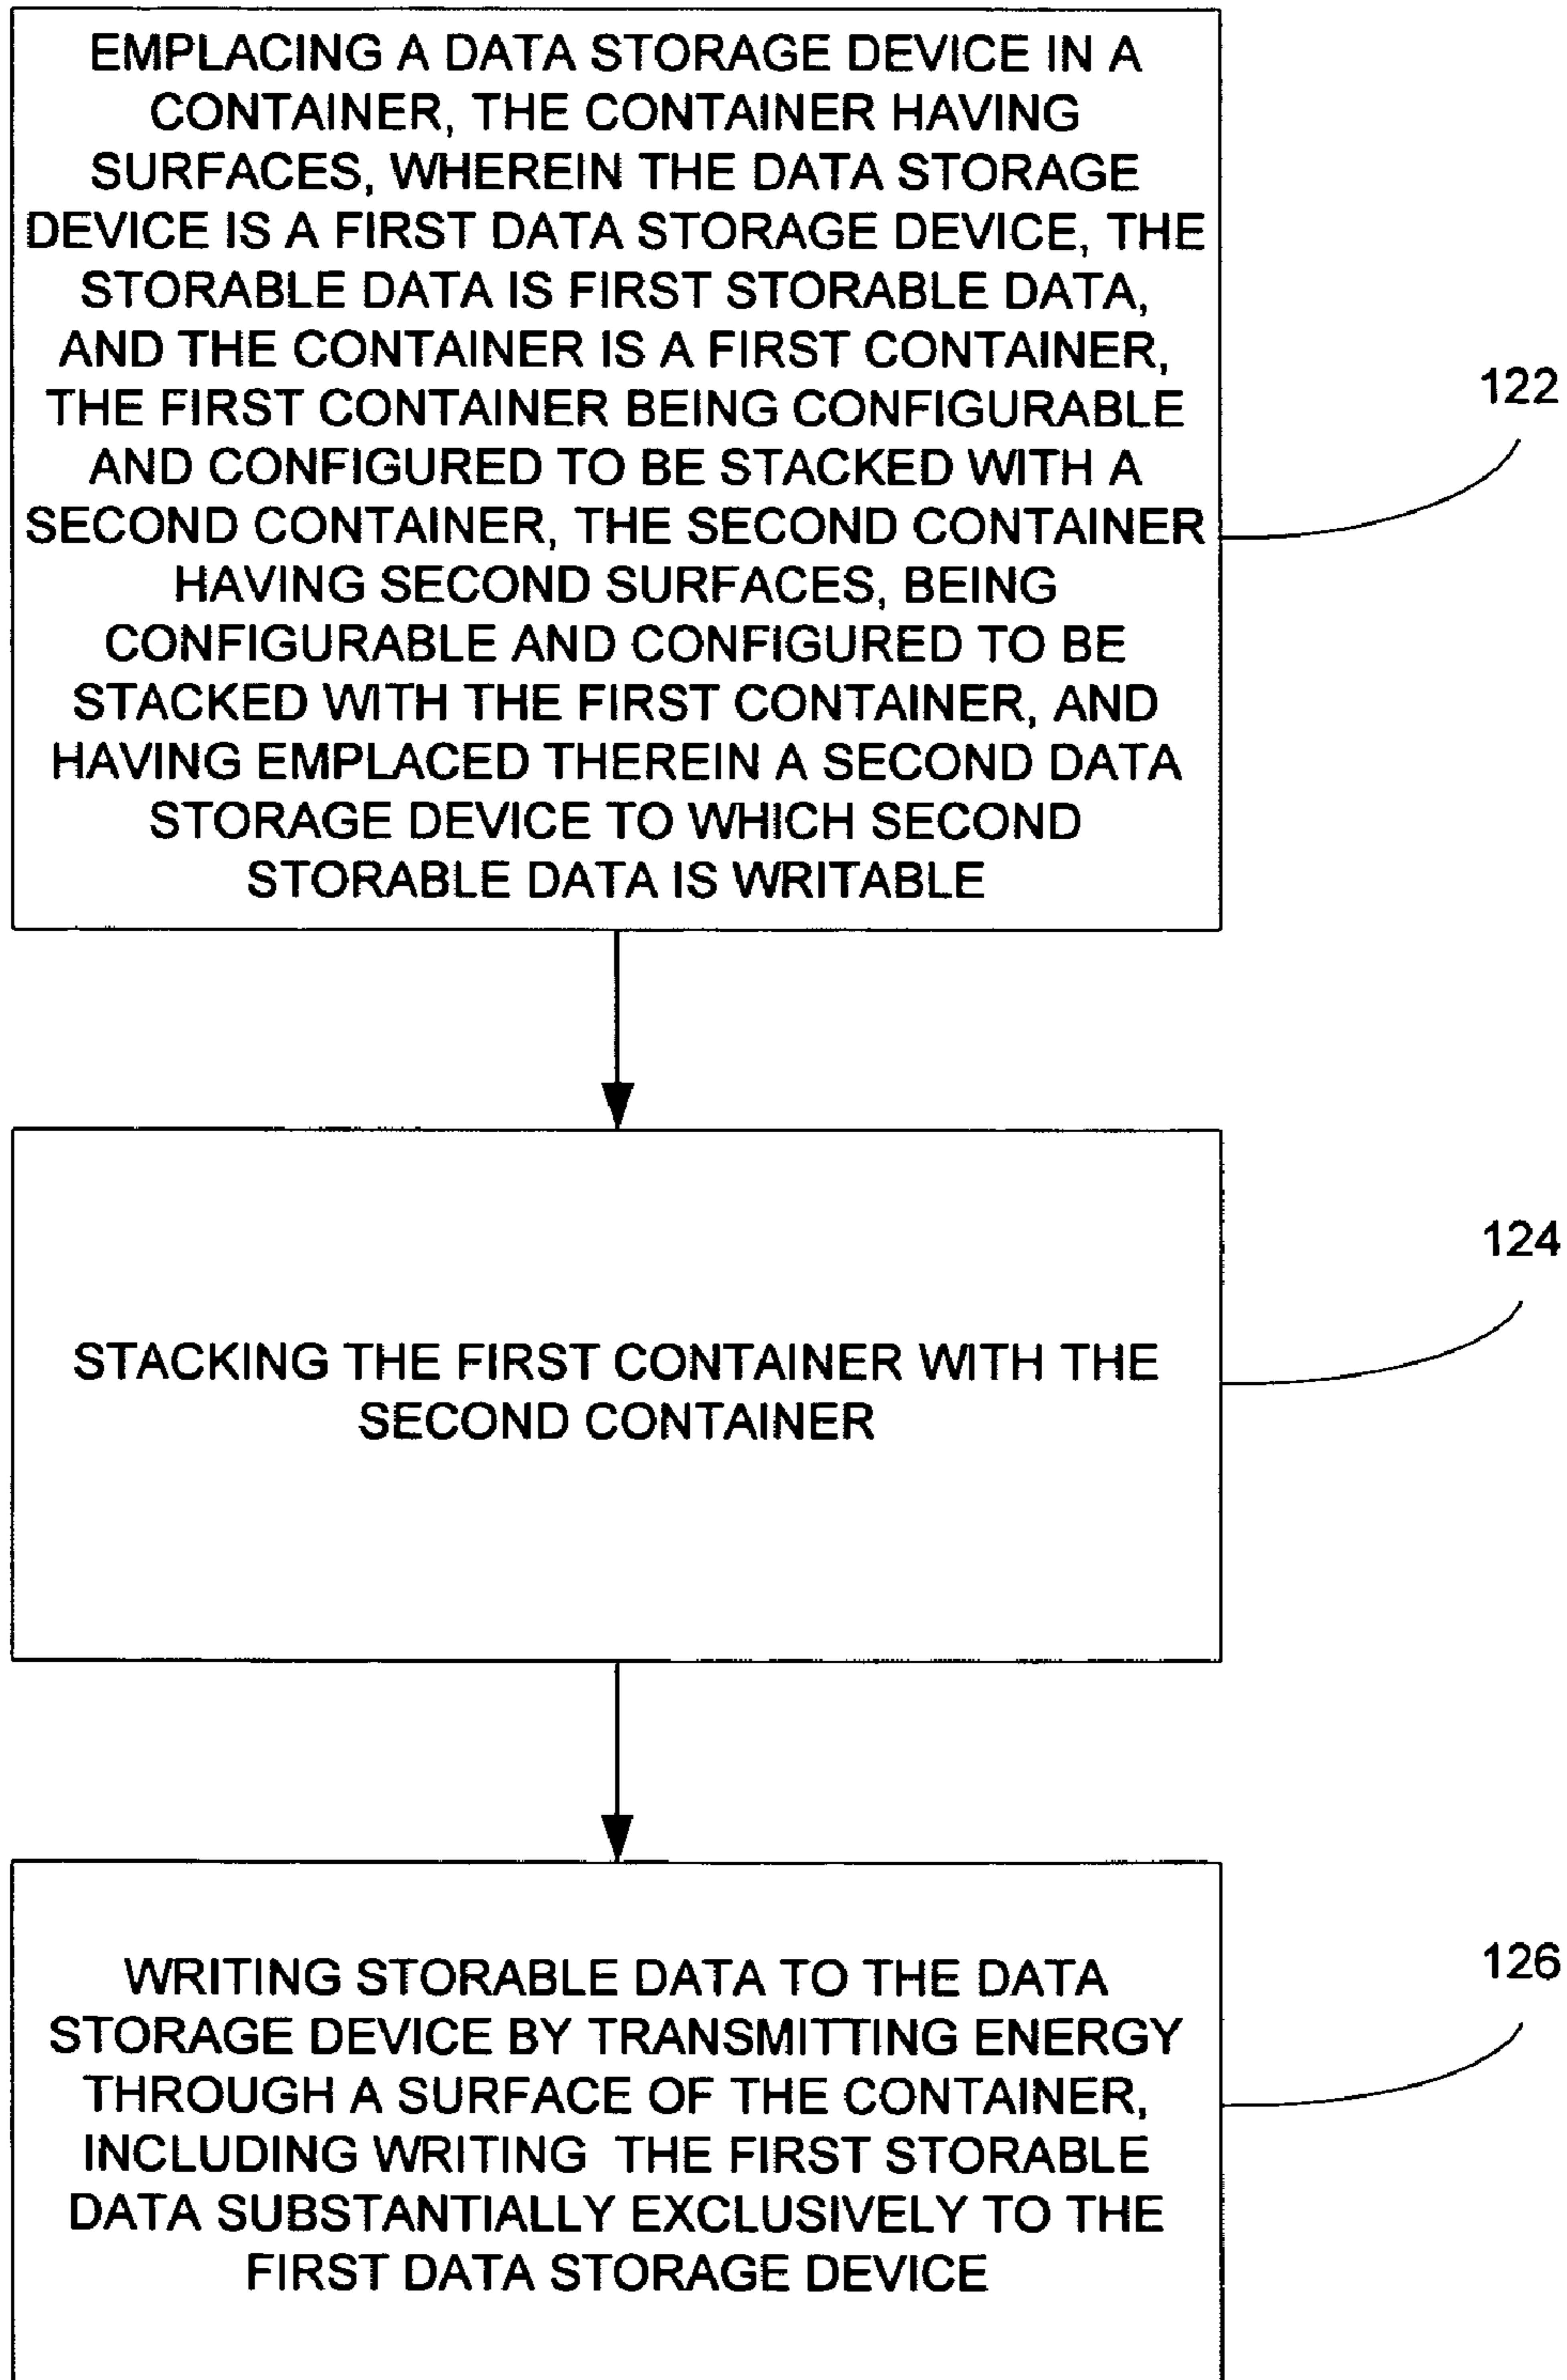 EMPLACING A DATA STORAGE DEVICE IN A
CONTAINER, THE CONTAINER HAVING
SURFACES, WHEREIN THE DATA STORAGE
DEVICE IS A FIRST DATA STORAGE DEVICE, THE
STORABLE DATA IS FIRST STORABLE DATA,
AND THE CONTAINER IS A FIRST CONTAINER,
THE FIRST CONTAINER BEING CONFIGURABLE
AND CONFIGURED TO BE STACKED WITH A
SECOND CONTAINER, THE SECOND CONTAINER
HAVING SECOND SURFACES, BEING
CONFIGURABLE AND CONFIGURED TO BE
STACKED WITH THE FIRST CONTAINER, AND
HAVING EMPLACED THEREIN A SECOND DATA
STORAGE DEVICE TO WHICH SECOND
STORABLE DATA IS WRITABLE
122
STACKING THE FIRST CONTAINER WITH THE
SECOND CONTAINER
124
WRITING STORABLE DATA TO THE DATA
STORAGE DEVICE BY TRANSMITTING ENERGY
THROUGH A SURFACE OF THE CONTAINER,
INCLUDING WRITING THE FIRST STORABLE
DATA SUBSTANTIALLY EXCLUSIVELY TO THE
FIRST DATA STORAGE DEVICE
126